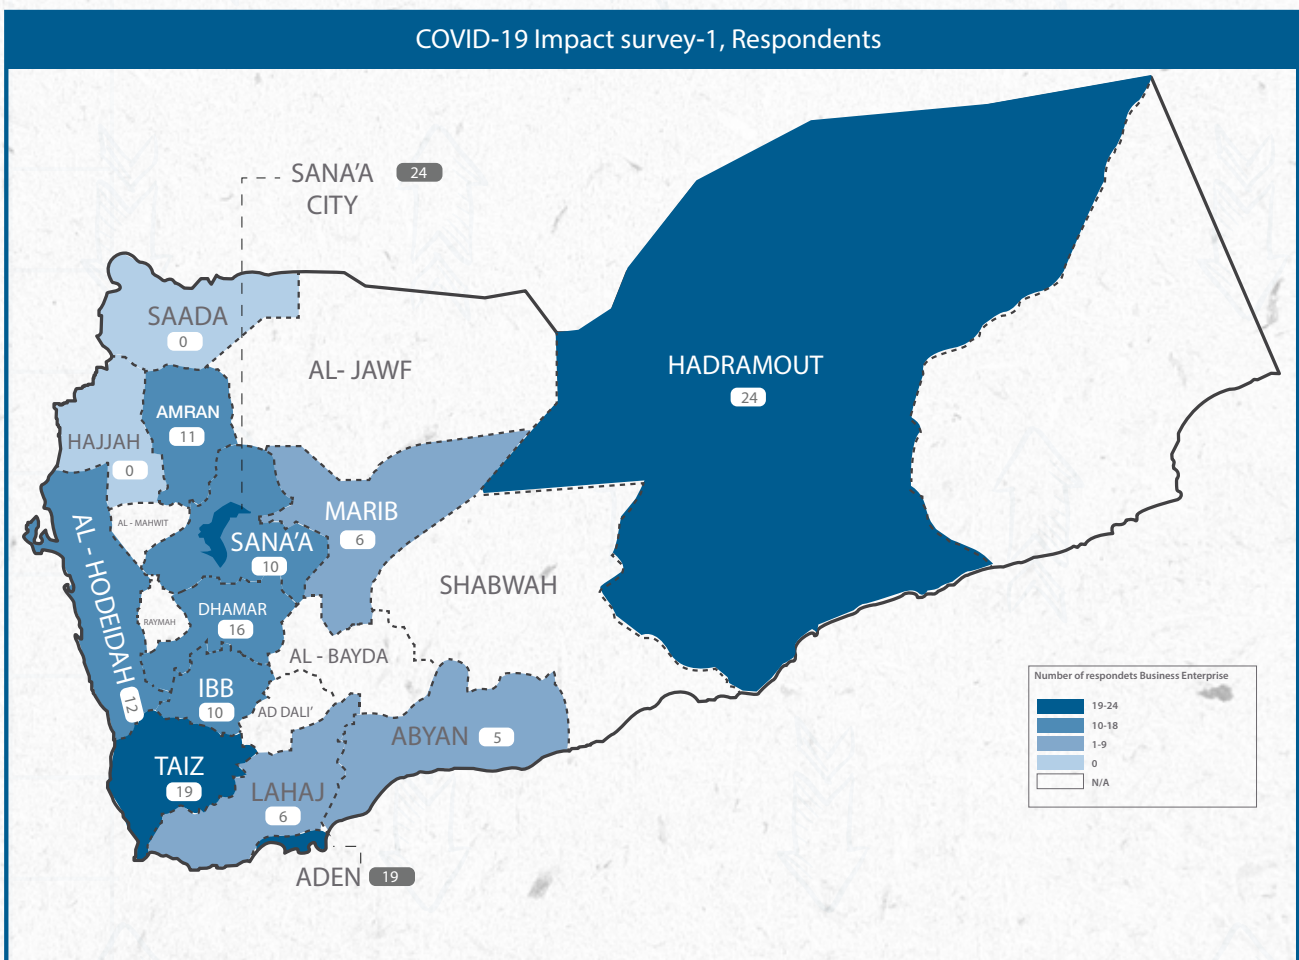 COVID-19 Impact survey-1, Respondents
SANA'A 24
CITY
SAADA
0
AL- JAWF
HADRAMOUT
24
AMRAN
11
HAJJAH
0
MARIB
6
AL - MAHWIT
SANA'A
10
AL - HODEIDAH
12
SHABWAH
DHAMAR
16
RAYMAH
AL - BAYDA
IBB
10
AD DALI'
ABYAN 5
TAIZ
19
LAHAJ
6
ADEN 19
Number of respondets Business Enterprise
19-24
10-18
1-9
0
N/A